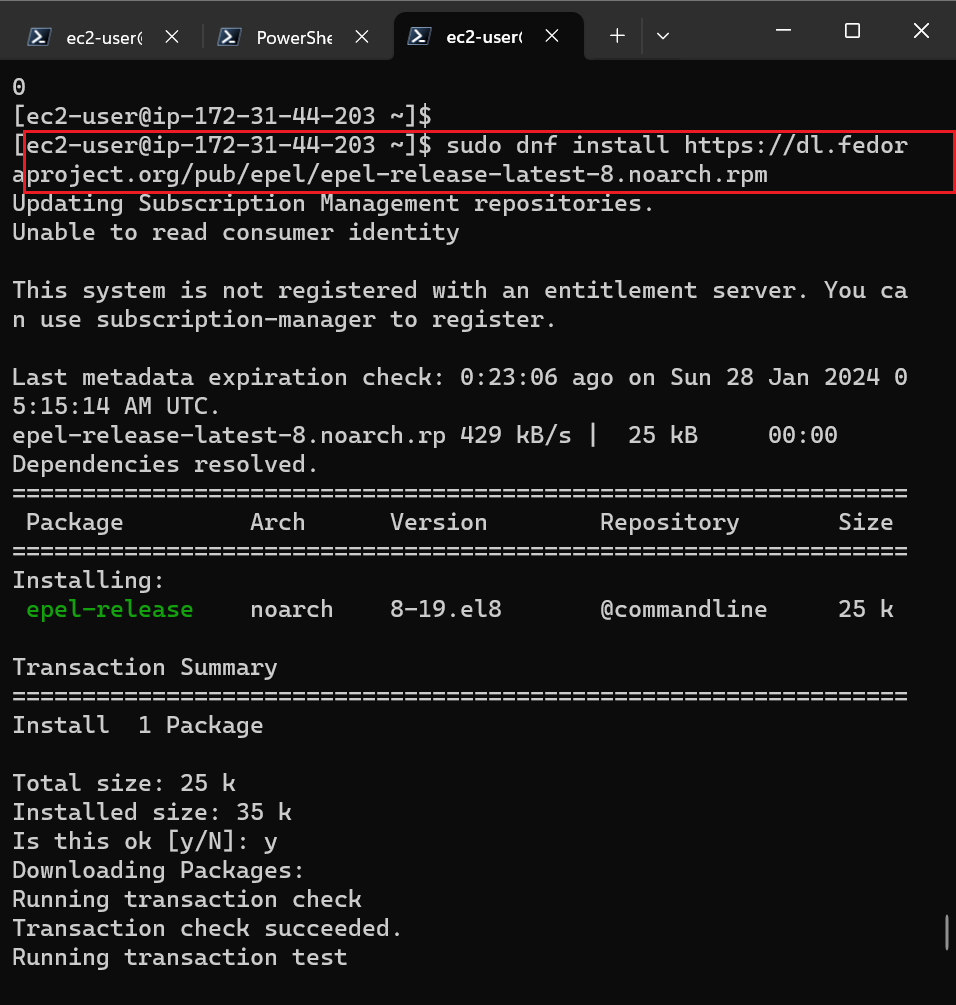 ec2-user@
PowerShe
ec2-user(
0
[ec2-user@ip-172-31-44-203 ~]$
[ec2-user@ip-172-31-44-203 ~]$ sudo dnf install https://dl.fedor
aproject.org/pub/epel/epel-release-latest-8.noarch.rpm
Updating Subscription Management repositories.
Unable to read consumer identity
This system is not registered with an entitlement server. You ca
n use subscription-manager to register.
Last metadata expiration check: 0:23:06 ago on Sun 28 Jan 2024 0
5:15:14 AM UTC.
epel-release-latest-8.noarch.rp 429 kB/s |  25 kB     00:00
Dependencies resolved.
================================================================
 Package         Arch      Version        Repository       Size
================================================================
Installing:
 epel-release    noarch    8-19.el8       @commandline     25 k
Transaction Summary
================================================================
Install  1 Package
Total size: 25 k
Installed size: 35 k
Is this ok [y/N]: y
Downloading Packages:
Running transaction check
Transaction check succeeded.
Running transaction test